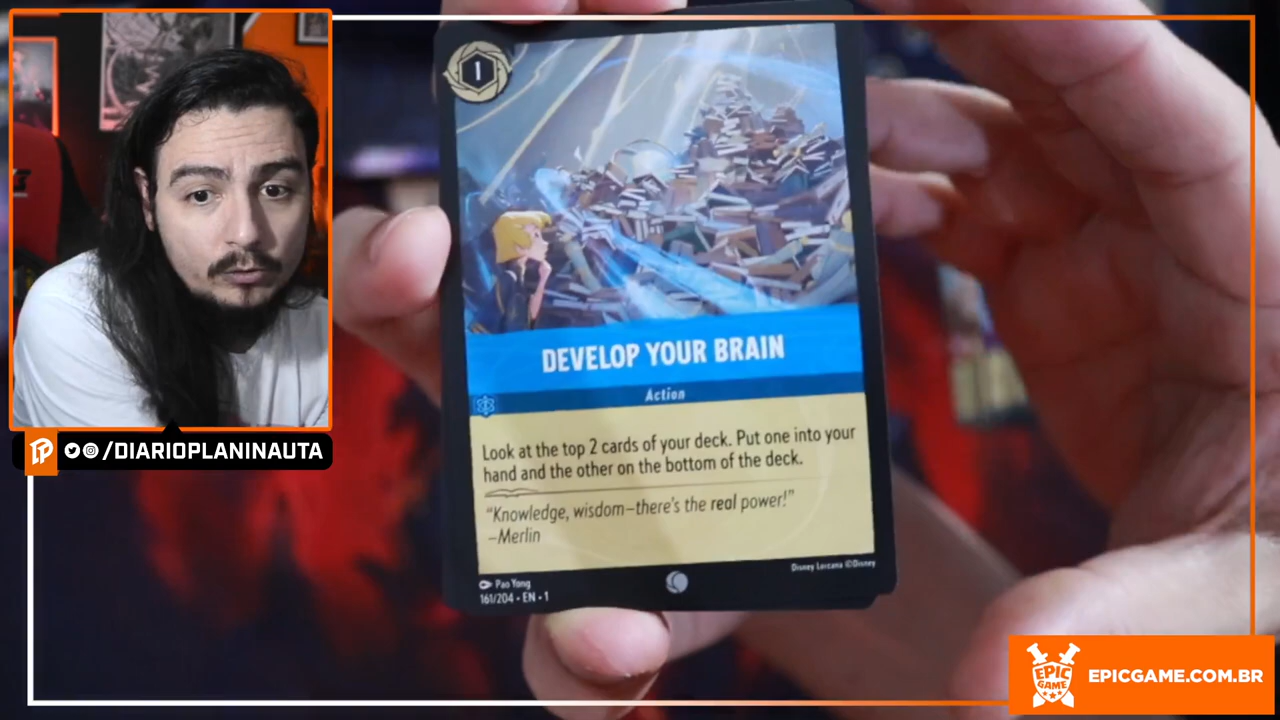 1
DEVELOP YOUR BRAIN
Action
Look at the top 2 cards of your deck. Put one into your
hand and the other on the bottom of the deck.
“Knowledge, wisdom–there's the real power!”
–Merlin
Pao Yong
161/204 • EN • 1
Disney Lorcana ©Disney
/DIARIOPLANINAUTA
EPIC
GAME
EPICGAME.COM.BR